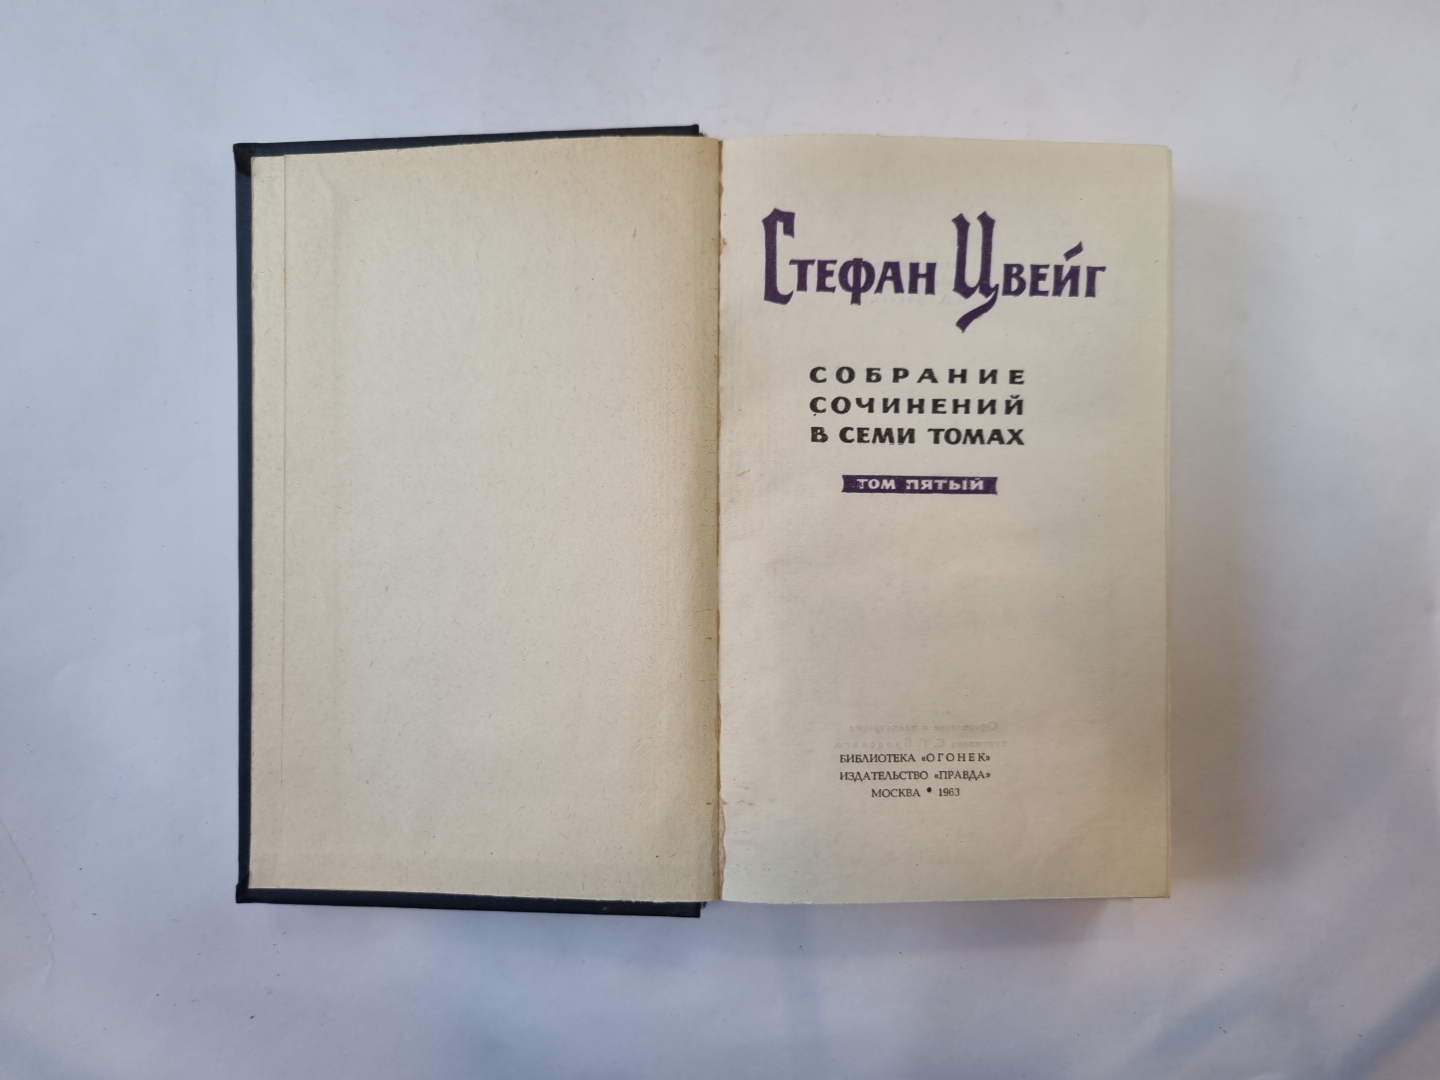 Стефан Цвейг
СОБРАНИЕ
СОЧИНЕНИЙ
В СЕМИ ТОМАХ
ТОМ ПЯТЫЙ
БИБЛИОТЕКА «ОГОНЕК»
ИЗДАТЕЛЬСТВО «ПРАВДА»
МОСКВА • 1963